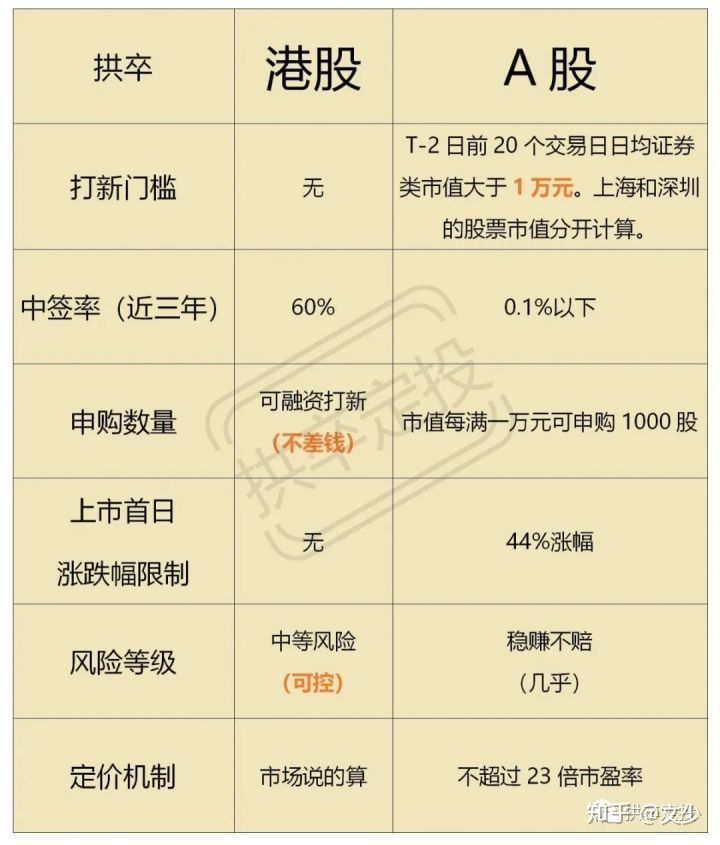 拱卒
港股
A 股
打新门槛
无
T-2 日前 20 个交易日日均证券
类市值大于 1 万元。上海和深圳
的股票市值分开计算。
中签率（近三年）
60%
0.1%以下
申购数量
可融资打新
（不差钱）
市值每满一万元可申购 1000 股
上市首日
涨跌幅限制
无
44%涨幅
风险等级
中等风险
（可控）
稳赚不赔
（几乎）
定价机制
市场说的算
不超过 23 倍市盈率
拱卒定投
知乎